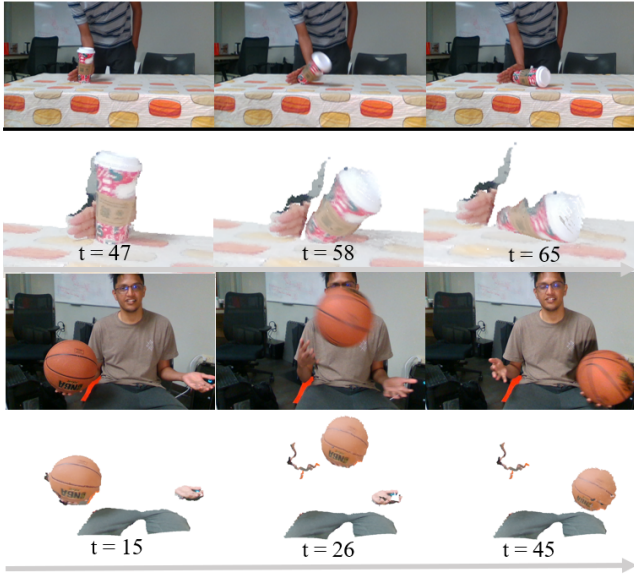 t = 47
t = 58
t = 65
t = 15
t = 26
t = 45